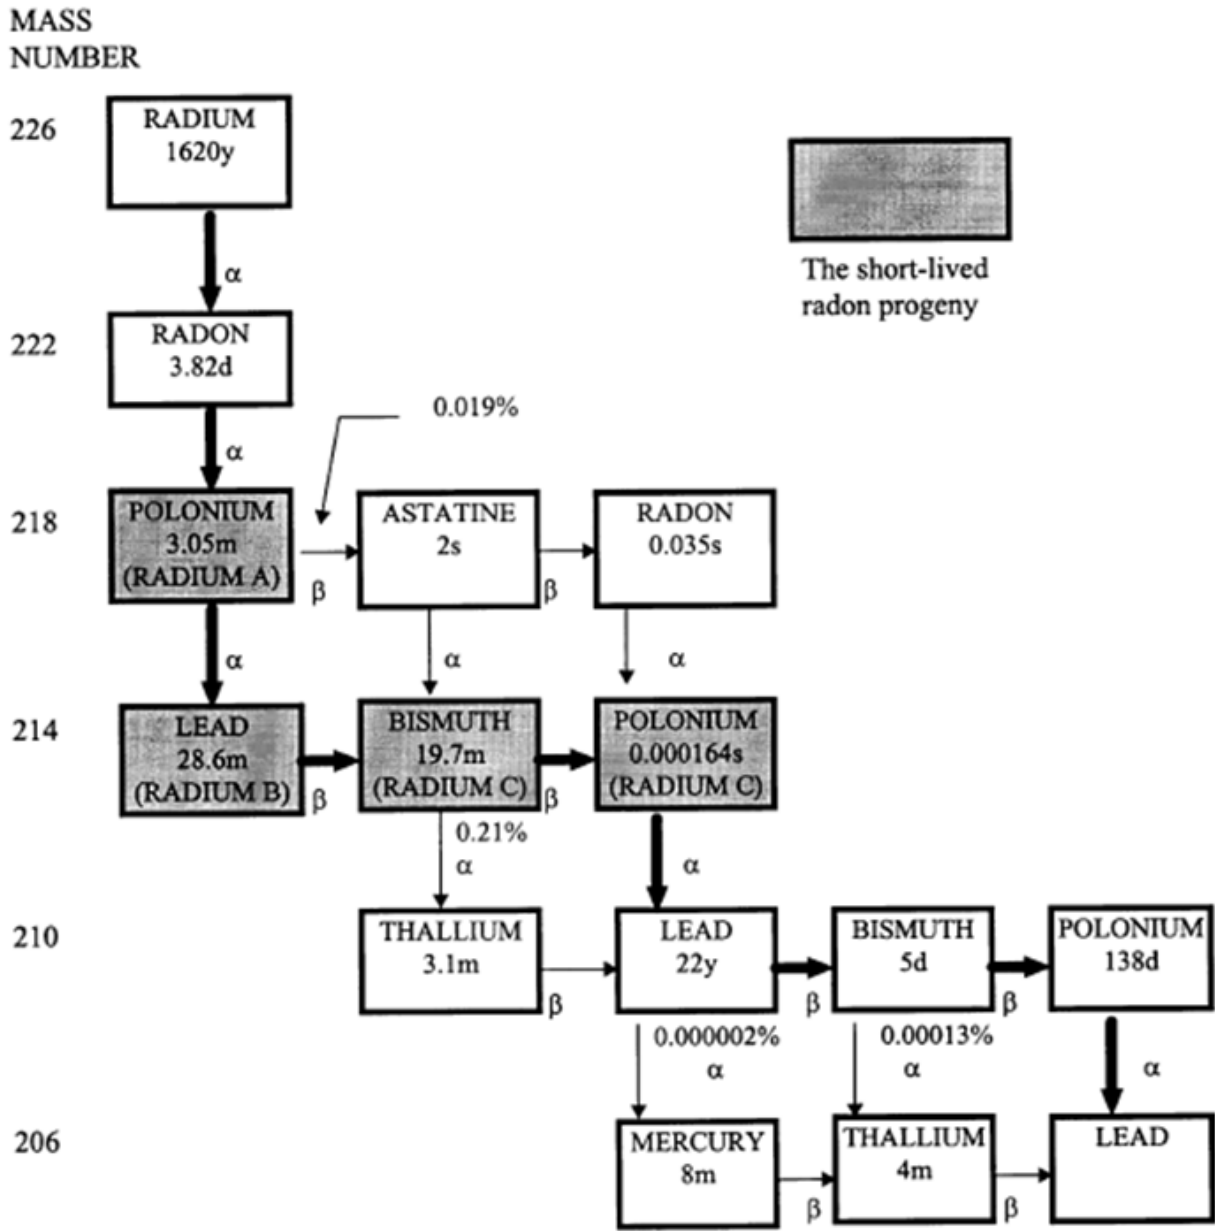 MASS
NUMBER
226
RADIUM
1620y
α
The short-lived
radon progeny
222
RADON
3.82d
α
0.019%
218
POLONIUM
3.05m
(RADIUM A)
β
ASTATINE
2s
β
RADON
0.035s
α
α
α
214
LEAD
28.6m
(RADIUM B)
β
BISMUTH
19.7m
(RADIUM C)
β
POLONIUM
0.000164s
(RADIUM C)
0.21%
α
α
210
THALLIUM
3.1m
β
LEAD
22y
β
BISMUTH
5d
β
POLONIUM
138d
0.000002%
α
0.00013%
α
α
206
MERCURY
8m
β
THALLIUM
4m
β
LEAD